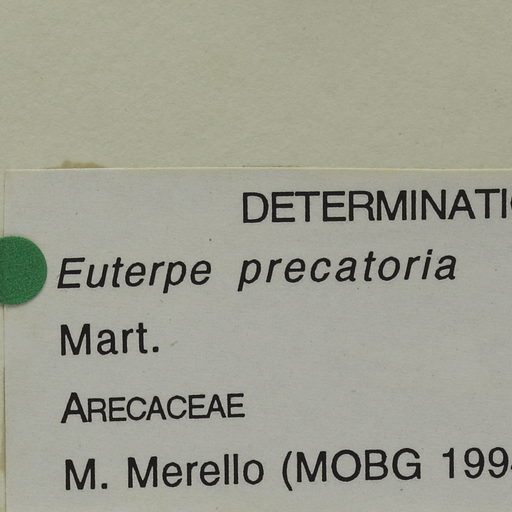 DETERMINATI
Euterpe precatoria
Mart.
ARECACEAE
M. Merello (MOBG 199